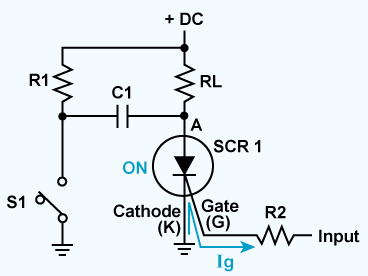 + DC
R1
C1
RL
A
SCR 1
ON
S1
Cathode
(K)
Gate
(G)
R2
Input
Ig